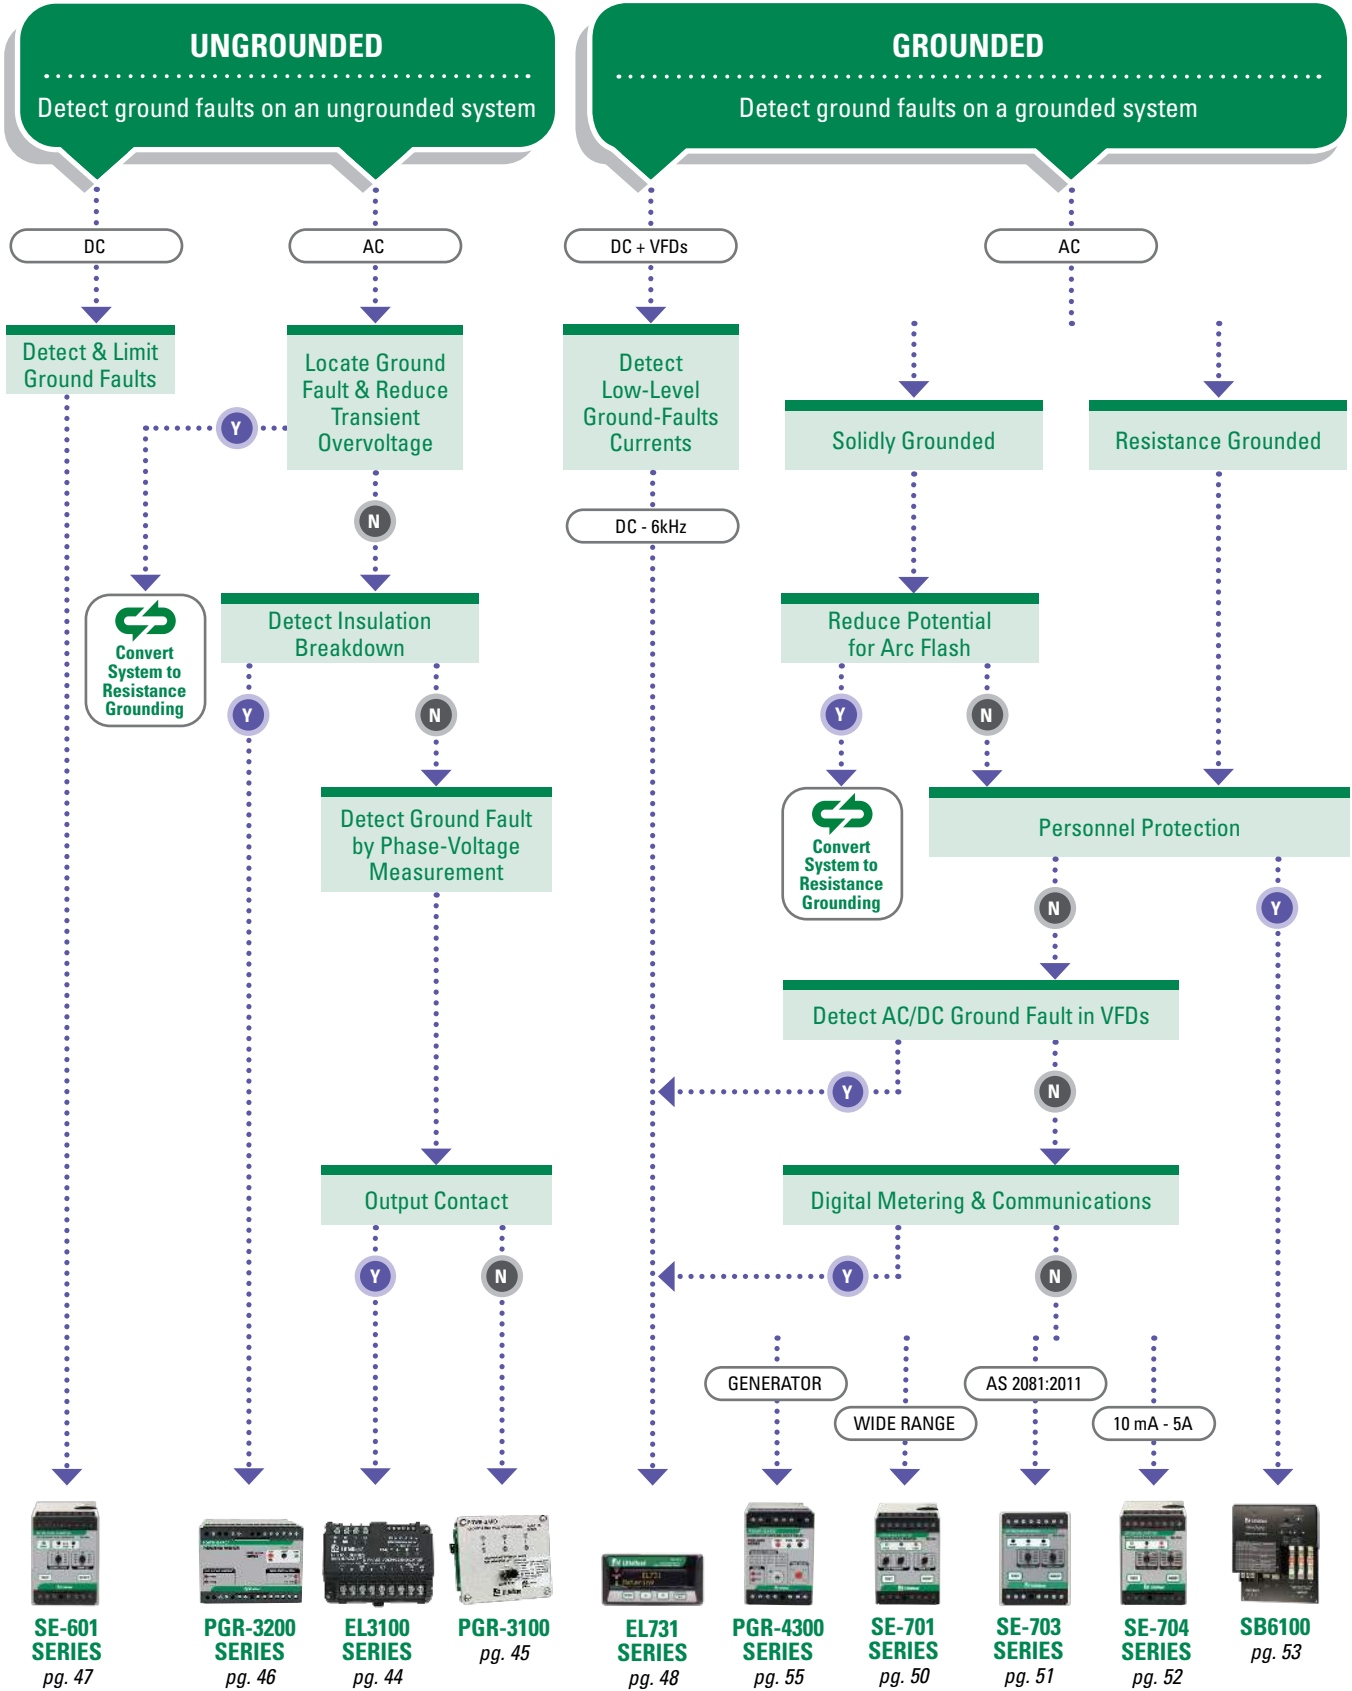 UNGROUNDED
Detect ground faults on an ungrounded system
GROUNDED
Detect ground faults on a grounded system
DC
AC
DC + VFDs
AC
Detect & Limit
Ground Faults
Locate Ground
Fault & Reduce
Transient
Overvoltage
Detect
Low-Level
Ground-Faults
Currents
Solidly Grounded
Resistance Grounded
Y
N
DC - 6kHz
Convert
System to
Resistance
Grounding
Detect Insulation
Breakdown
Reduce Potential
for Arc Flash
Y
N
Y
N
Detect Ground Fault
by Phase-Voltage
Measurement
Convert
System to
Resistance
Grounding
Personnel Protection
N
Y
Detect AC/DC Ground Fault in VFDs
Y
N
Output Contact
Digital Metering & Communications
Y
N
Y
N
GENERATOR
WIDE RANGE
AS 2081:2011
10 mA - 5A
SE-601
SERIES
pg. 47
PGR-3200
SERIES
pg. 46
EL3100
SERIES
pg. 44
PGR-3100
pg. 45
EL731
SERIES
pg. 48
PGR-4300
SERIES
pg. 55
SE-701
SERIES
pg. 50
SE-703
SERIES
pg. 51
SE-704
SERIES
pg. 52
SB6100
pg. 53